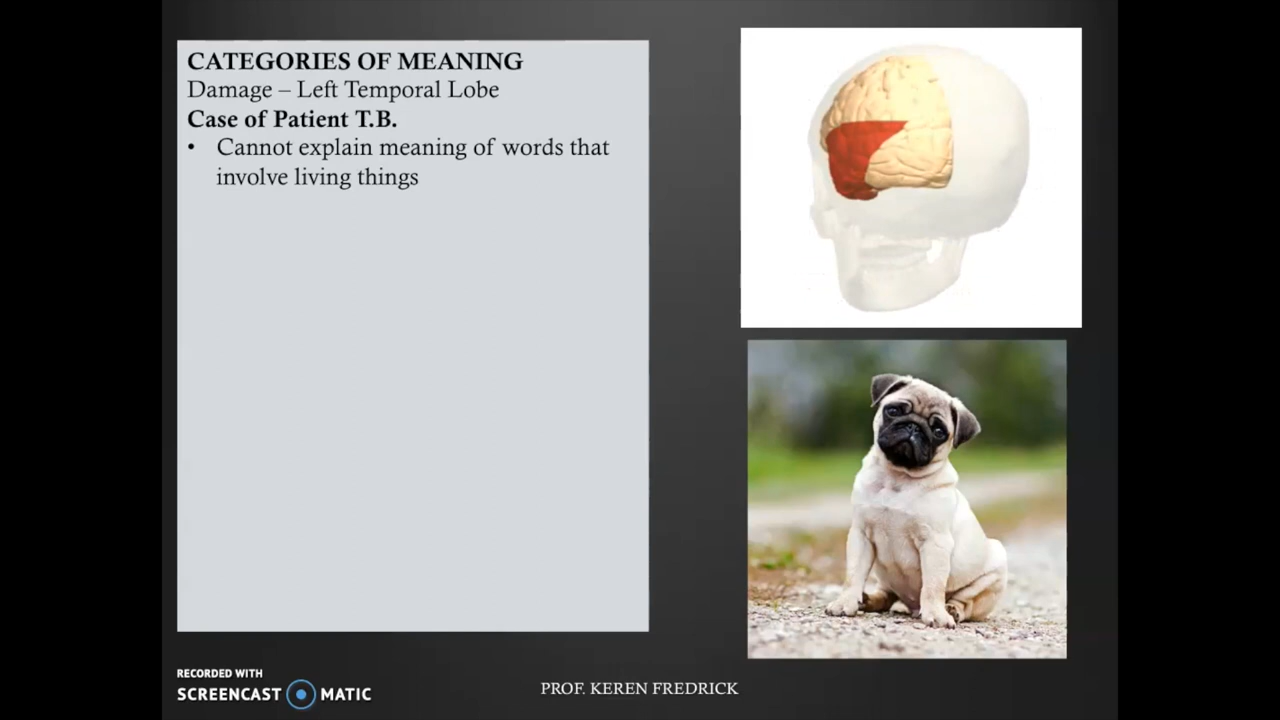 CATEGORIES OF MEANING
Damage – Left Temporal Lobe
Case of Patient T.B.
• Cannot explain meaning of words that
involve living things
RECORDED WITH
SCREENCAST MATIC
PROF. KEREN FREDRICK